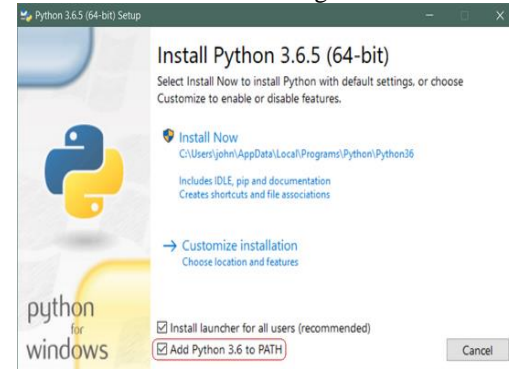 Python 3.6.5 (64-bit) Setup
Install Python 3.6.5 (64-bit)
Select Install Now to install Python with default settings, or choose
Customize to enable or disable features.
Install Now
C:\Users\john\AppData\Local\Programs\Python\Python36
Includes IDLE, pip and documentation
Creates shortcuts and file associations
→ Customize installation
Choose location and features
python
for
windows
Install launcher for all users (recommended)
Add Python 3.6 to PATH
Cancel